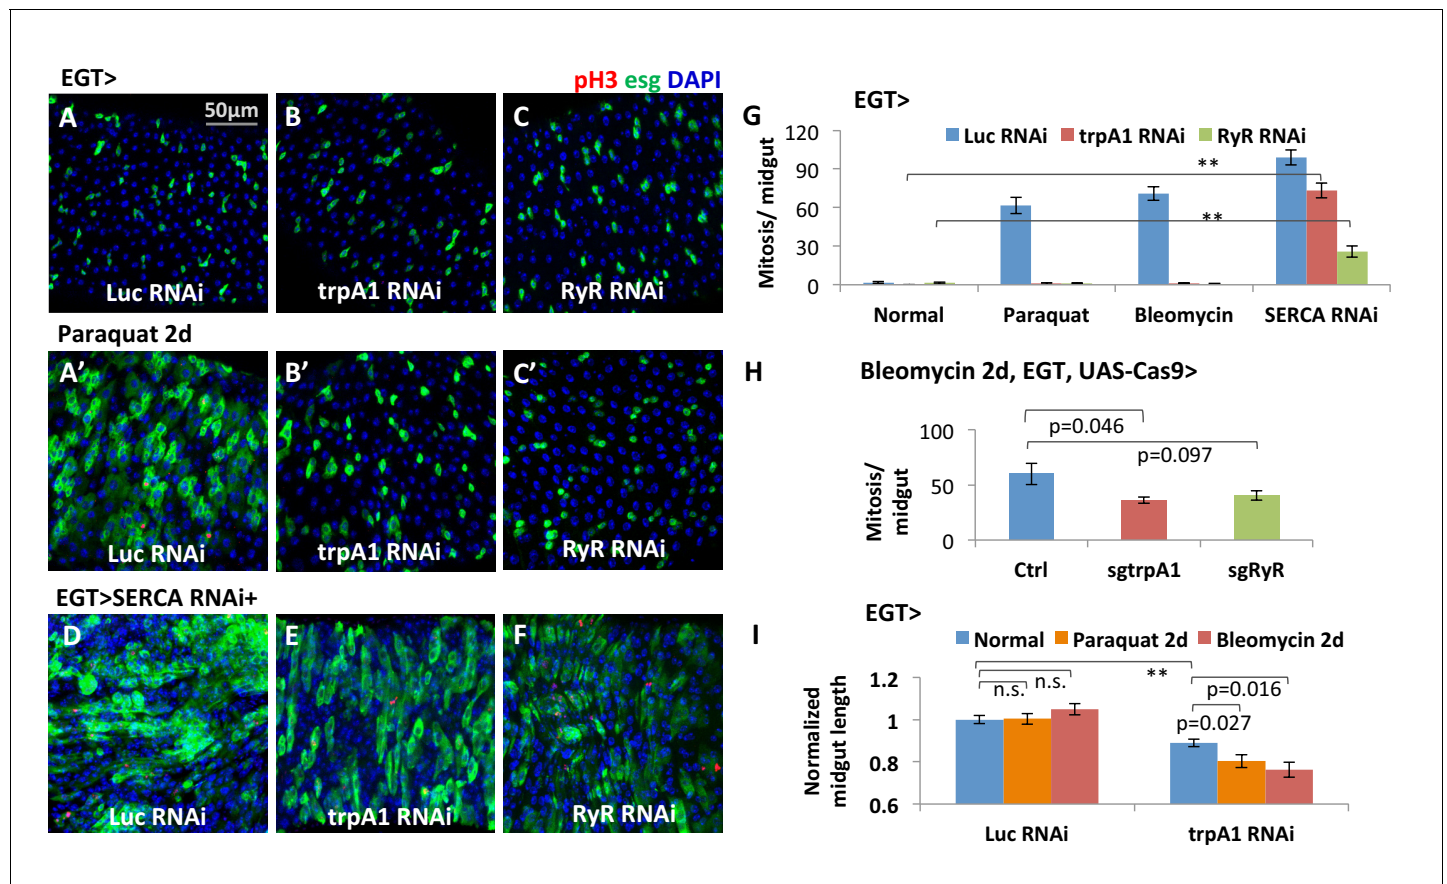 EGT>
pH3 esg DAPI
A
50μm
B
C
Luc RNAi
trpA1 RNAi
RyR RNAi
Paraquat 2d
A’
B’
C’
Luc RNAi
trpA1 RNAi
RyR RNAi
EGT>SERCA RNAi+
D
E
F
Luc RNAi
trpA1 RNAi
RyR RNAi
G
EGT>
Luc RNAi
trpA1 RNAi
RyR RNAi
Mitosis/ midgut
120
90
60
30
0
**
**
Normal
Paraquat
Bleomycin
SERCA RNAi
H
Bleomycin 2d, EGT, UAS-Cas9>
Mitosis/
midgut
100
50
0
p=0.046
p=0.097
Ctrl
sgtrpA1
sgRyR
I
EGT>
Normal
Paraquat 2d
Bleomycin 2d
Normalized
midgut length
1.2
1
0.8
0.6
n.s.
n.s.
**
p=0.016
p=0.027
Luc RNAi
trpA1 RNAi